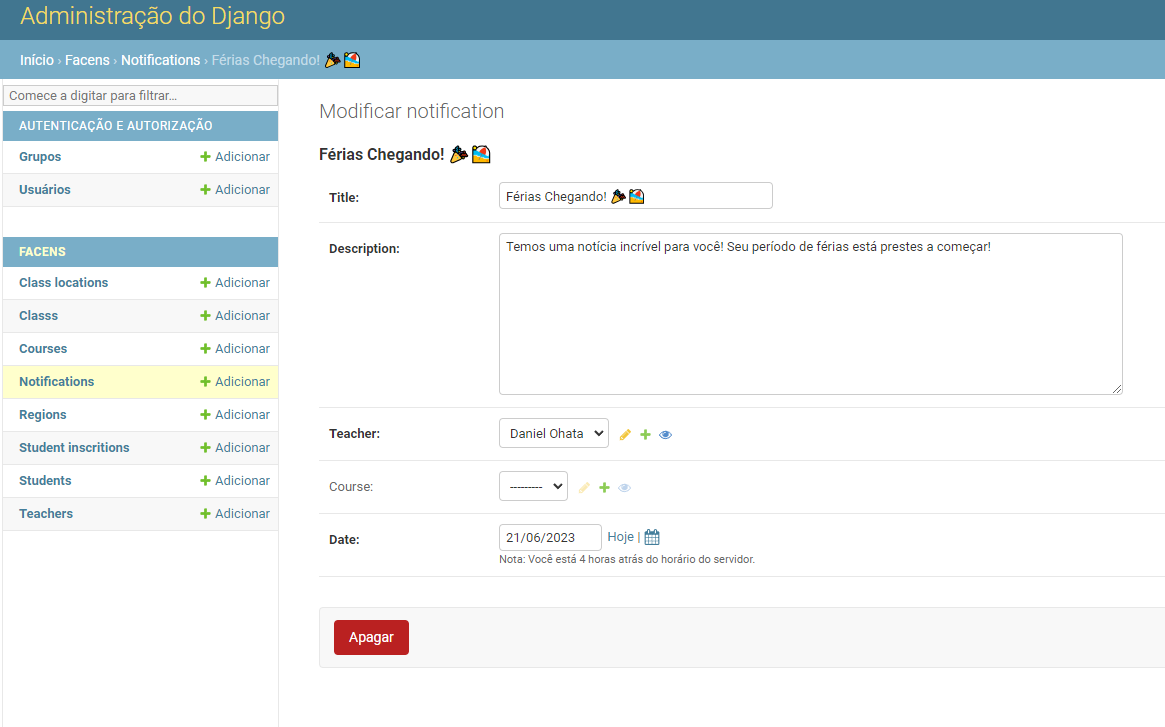 Administração do Django
Início › Facens › Notifications › Férias Chegando! 🎉🏖
Comece a digitar para filtrar...
AUTENTICAÇÃO E AUTORIZAÇÃO
Grupos + Adicionar
Usuários + Adicionar
FACENS
Class locations + Adicionar
Classs + Adicionar
Courses + Adicionar
Notifications + Adicionar
Regions + Adicionar
Student inscritions + Adicionar
Students + Adicionar
Teachers + Adicionar
Modificar notification
Férias Chegando! 🎉🏖
Title: Férias Chegando! 🎉🏖
Description: Temos uma notícia incrível para você! Seu período de férias está prestes a começar!
Teacher: Daniel Ohata
Course: ---------
Date: 21/06/2023 Hoje |
Nota: Você está 4 horas atrás do horário do servidor.
Apagar